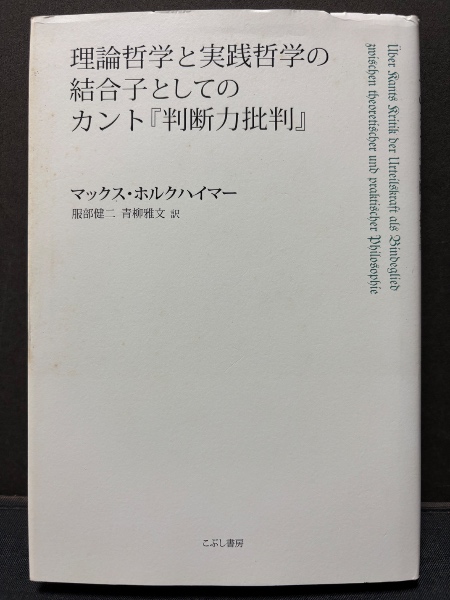 理論哲学と実践哲学の
結合子としての
カント『判断力批判』
マックス・ホルクハイマー
服部健二 青柳雅文 訳
Über Kants Kritik der Urteilskraft als Bindeglied
zwischen theoretischer und praktischer Philosophie
こぶし書房